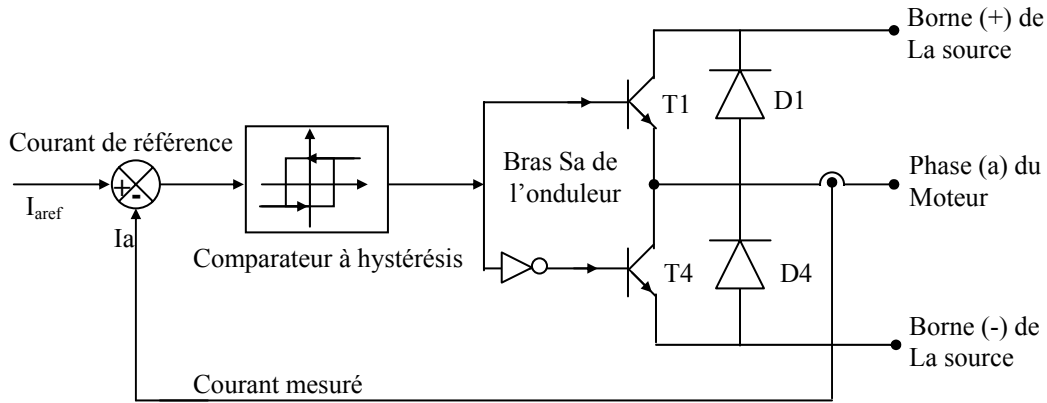 Borne (+) de
La source
T1
D1
Courant de référence
Bras Sa de
l'onduleur
Phase (a) du
Moteur
+
-
Iaref
Ia
Comparateur à hystérésis
T4
D4
Borne (-) de
La source
Courant mesuré